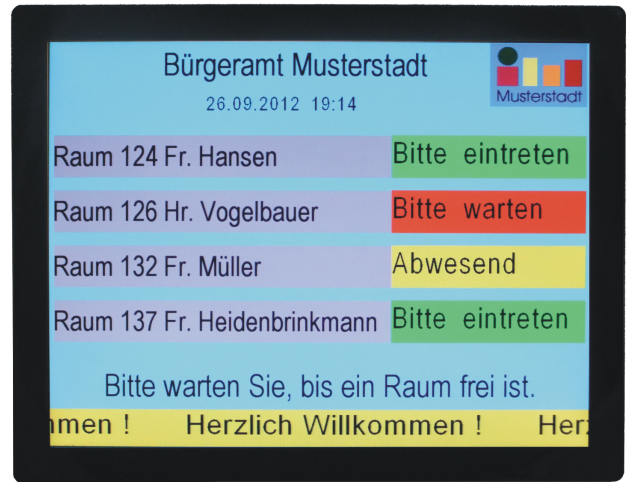 Bürgeramt Musterstadt
26.09.2012 19:14
Musterstadt
Raum 124 Fr. Hansen Bitte eintreten
Raum 126 Hr. Vogelbauer Bitte warten
Raum 132 Fr. Müller Abwesend
Raum 137 Fr. Heidenbrinkmann Bitte eintreten
Bitte warten Sie, bis ein Raum frei ist.
mmen ! Herzlich Willkommen ! Her